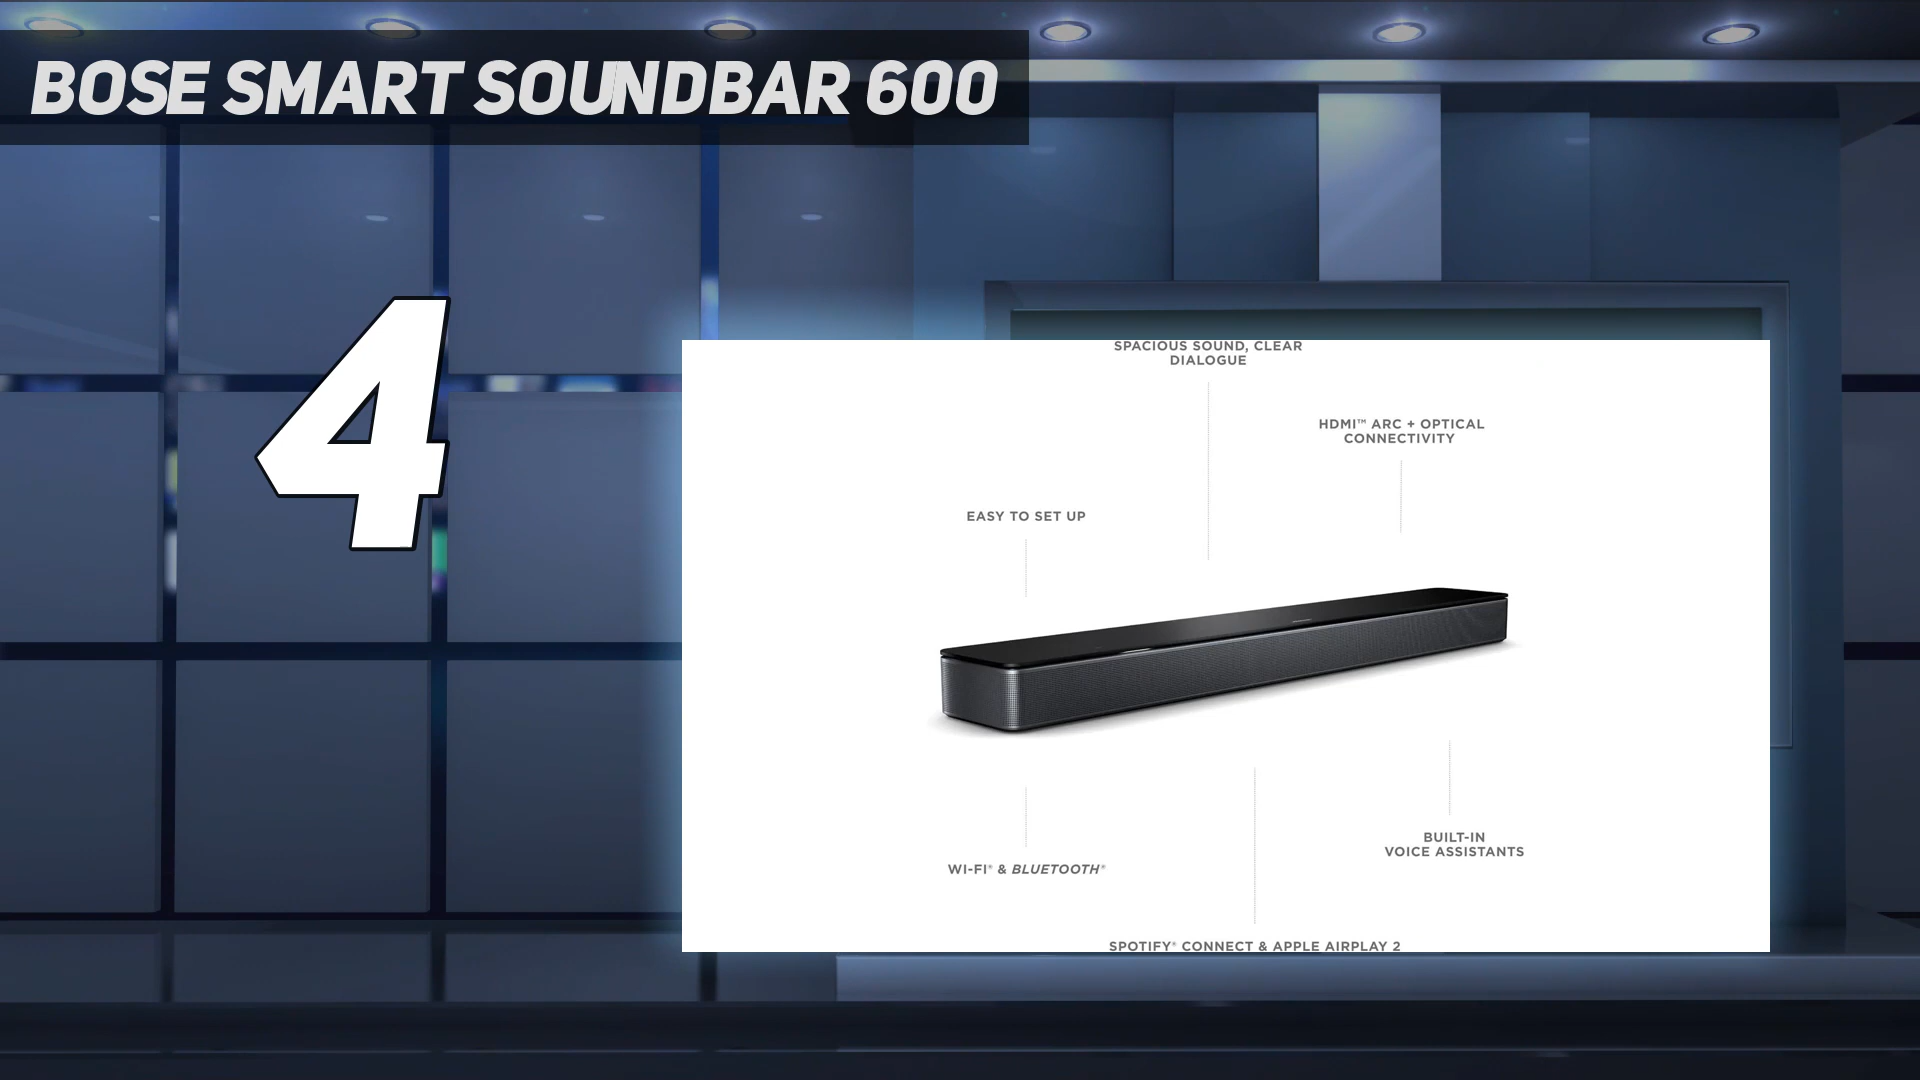 BOSE SMART SOUNDBAR 600
4
SPACIOUS SOUND, CLEAR
DIALOGUE
HDMI™ ARC + OPTICAL
CONNECTIVITY
EASY TO SET UP
BUILT-IN
VOICE ASSISTANTS
WI-FI® & BLUETOOTH®
SPOTIFY® CONNECT & APPLE AIRPLAY 2